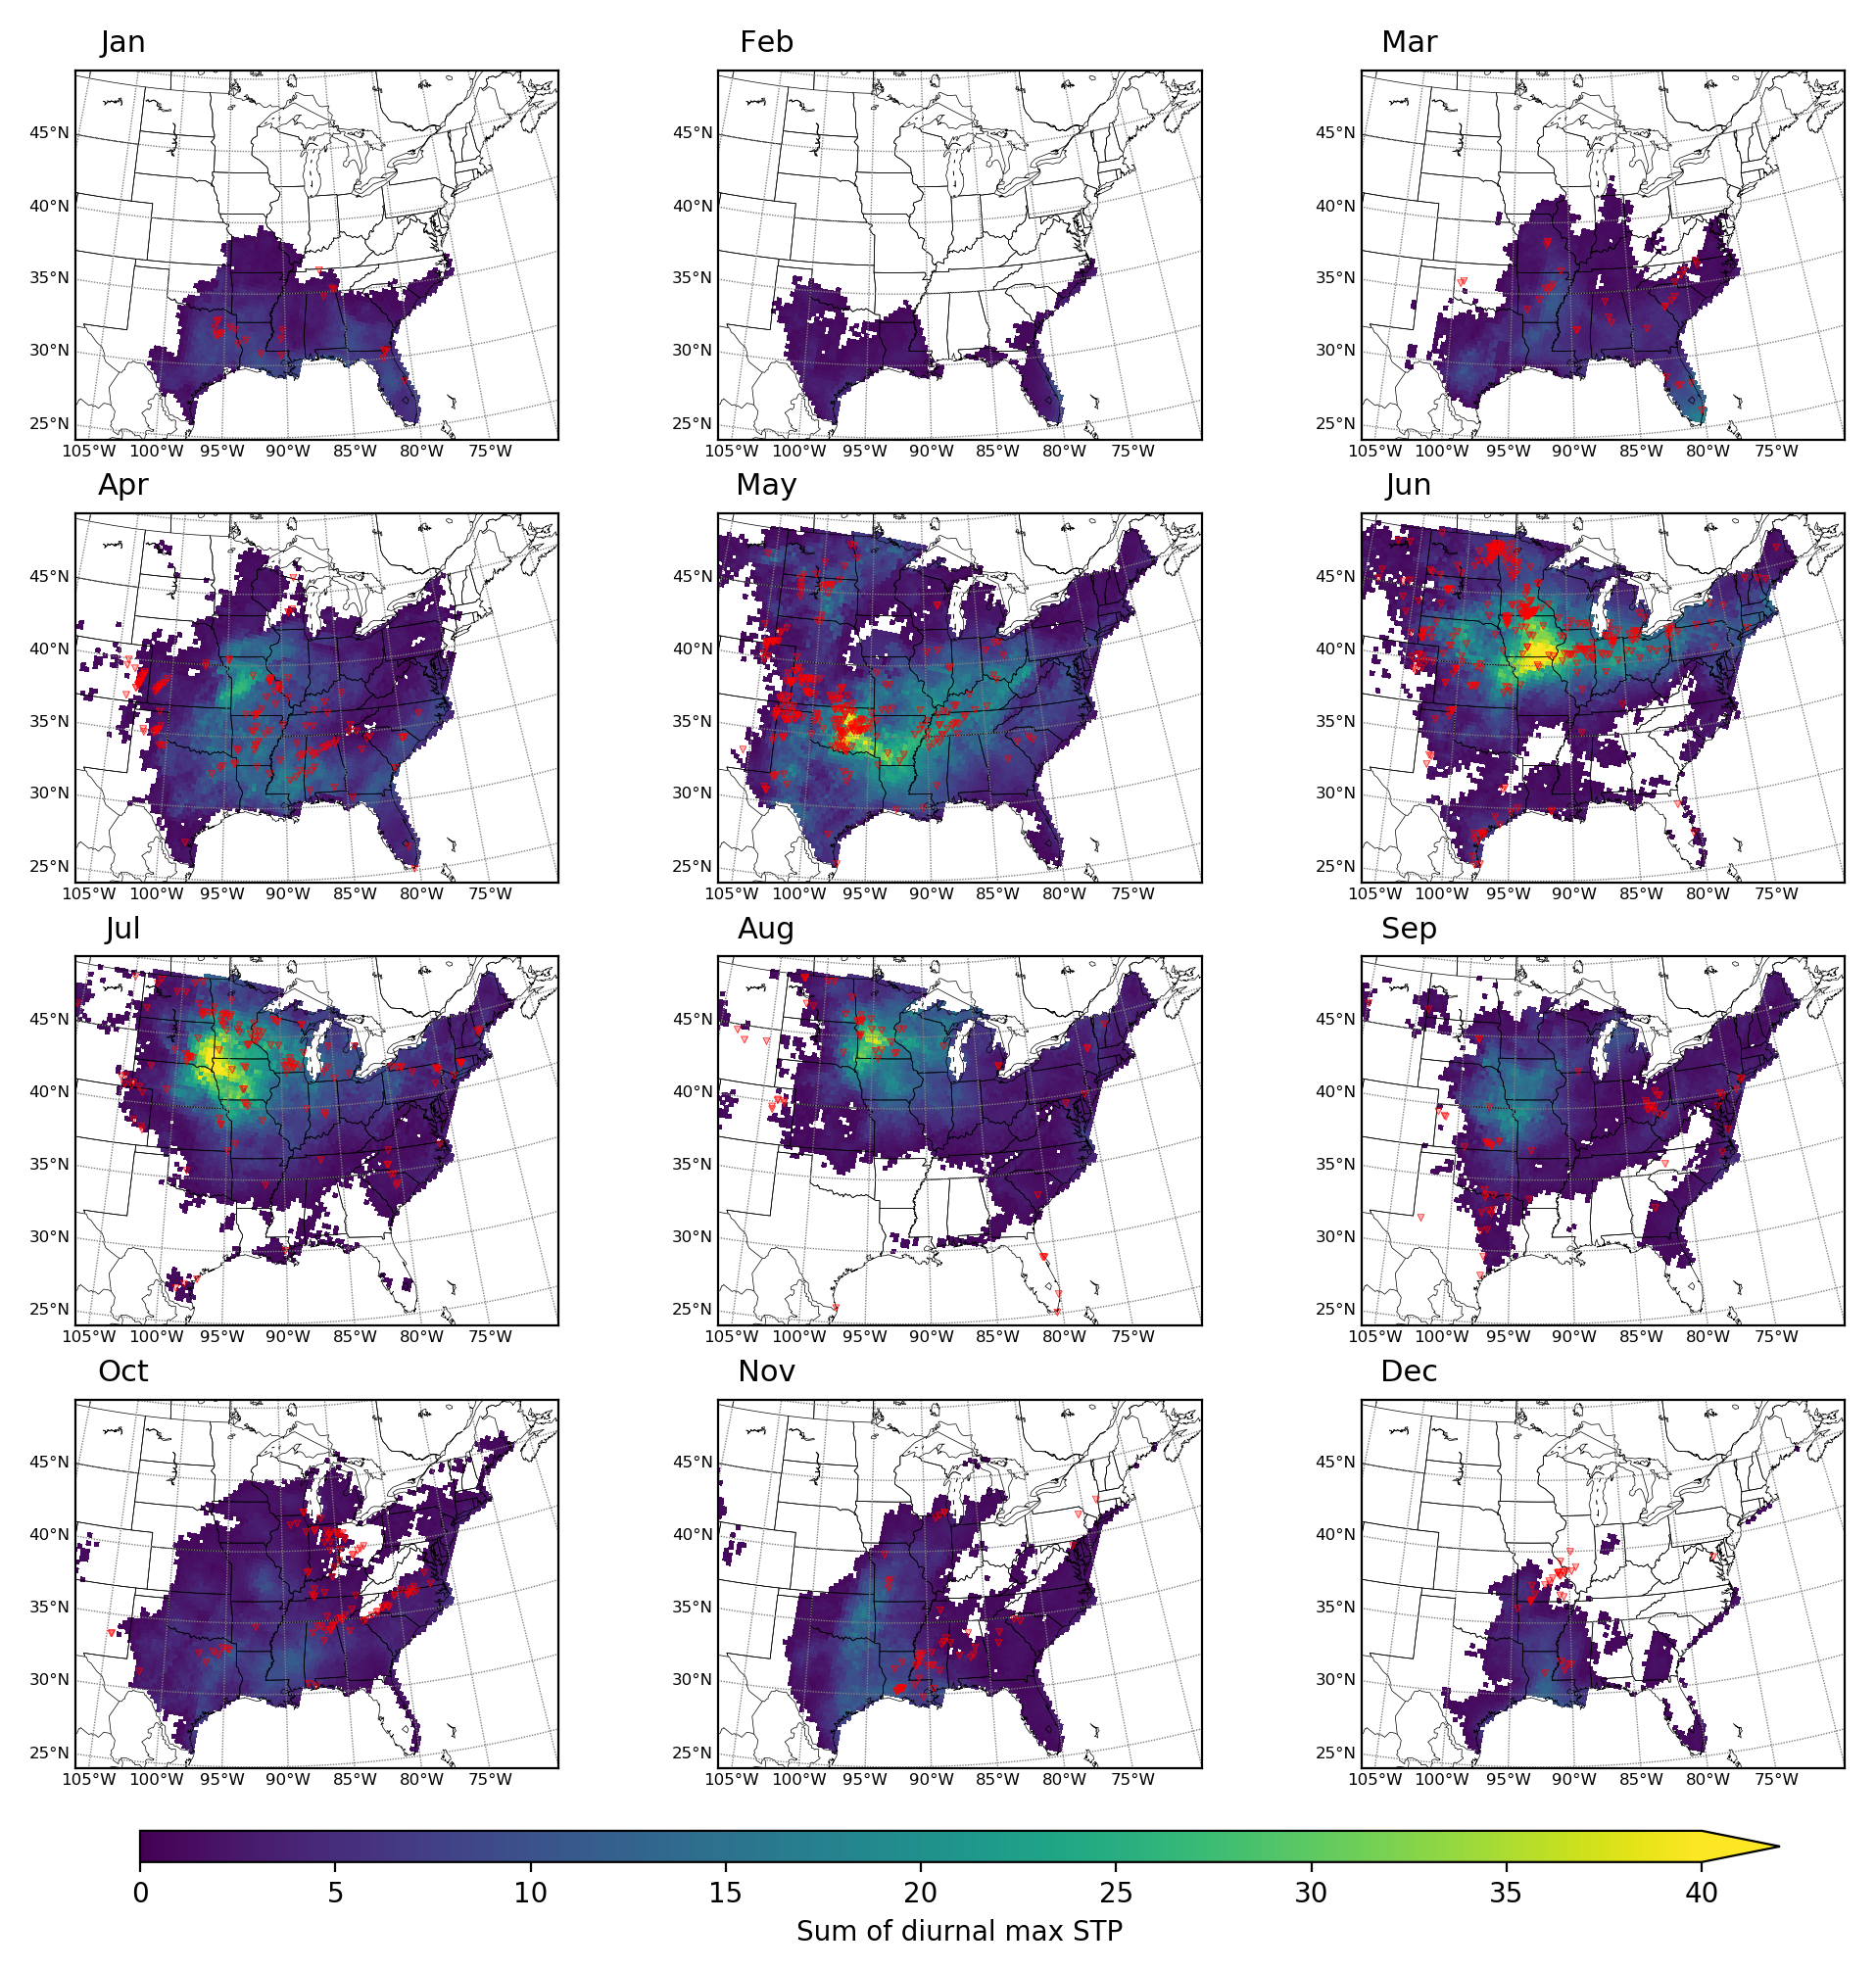 Jan Feb Mar
45°N 45°N 45°N
40°N 40°N 40°N
35°N 35°N 35°N
30°N 30°N 30°N
25°N 25°N 25°N
105°W 100°W 95°W 90°W 85°W 80°W 75°W 105°W 100°W 95°W 90°W 85°W 80°W 75°W 105°W 100°W 95°W 90°W 85°W 80°W 75°W
Apr May Jun
45°N 45°N 45°N
40°N 40°N 40°N
35°N 35°N 35°N
30°N 30°N 30°N
25°N 25°N 25°N
105°W 100°W 95°W 90°W 85°W 80°W 75°W 105°W 100°W 95°W 90°W 85°W 80°W 75°W 105°W 100°W 95°W 90°W 85°W 80°W 75°W
Jul Aug Sep
45°N 45°N 45°N
40°N 40°N 40°N
35°N 35°N 35°N
30°N 30°N 30°N
25°N 25°N 25°N
105°W 100°W 95°W 90°W 85°W 80°W 75°W 105°W 100°W 95°W 90°W 85°W 80°W 75°W 105°W 100°W 95°W 90°W 85°W 80°W 75°W
Oct Nov Dec
45°N 45°N 45°N
40°N 40°N 40°N
35°N 35°N 35°N
30°N 30°N 30°N
25°N 25°N 25°N
105°W 100°W 95°W 90°W 85°W 80°W 75°W 105°W 100°W 95°W 90°W 85°W 80°W 75°W 105°W 100°W 95°W 90°W 85°W 80°W 75°W
0 5 10 15 20 25 30 35 40
Sum of diurnal max STP